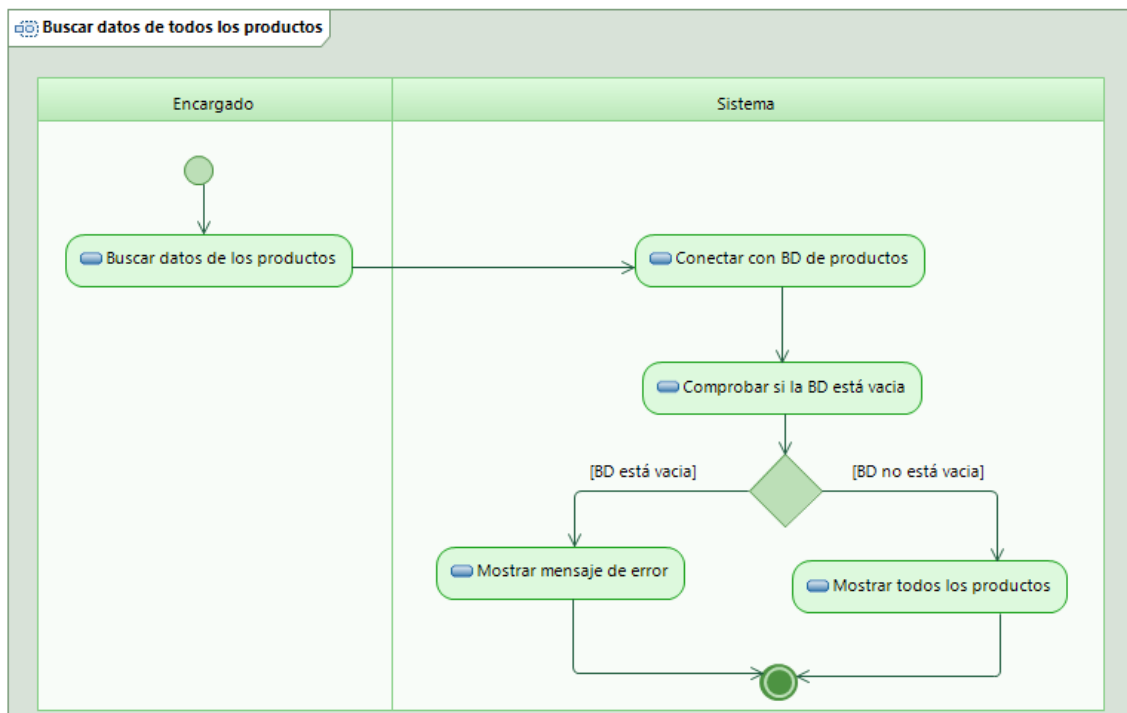 Buscar datos de todos los productos
Encargado
Sistema
Buscar datos de los productos
Conectar con BD de productos
Comprobar si la BD está vacia
[BD está vacia]
[BD no está vacia]
Mostrar mensaje de error
Mostrar todos los productos